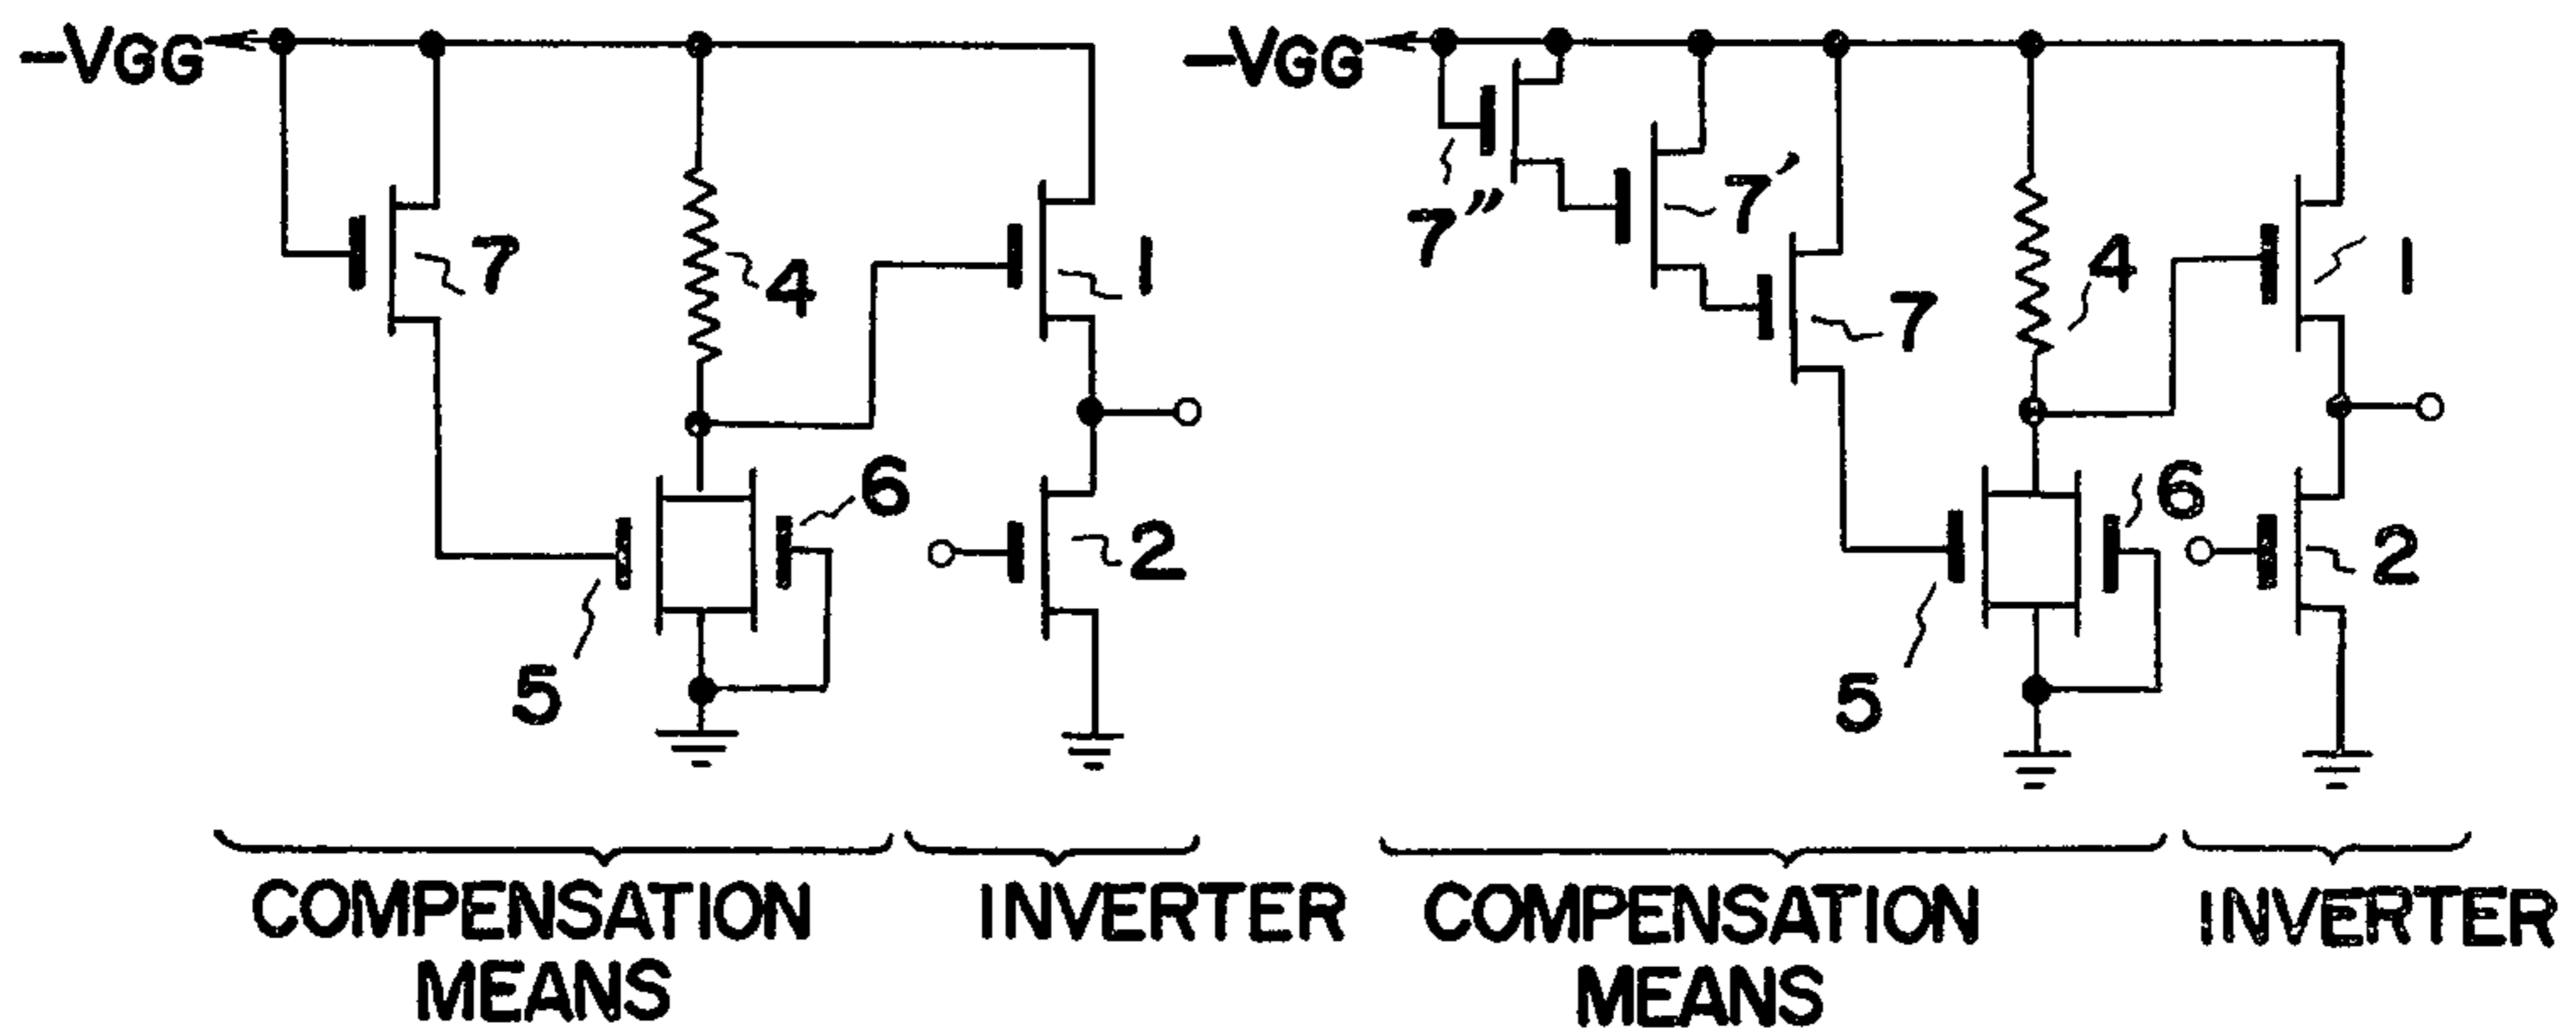 -VGG
7
4
1
6
2
5
COMPENSATION
MEANS
INVERTER
-VGG
7"
7'
7
4
1
6
2
5
COMPENSATION
MEANS
INVERTER